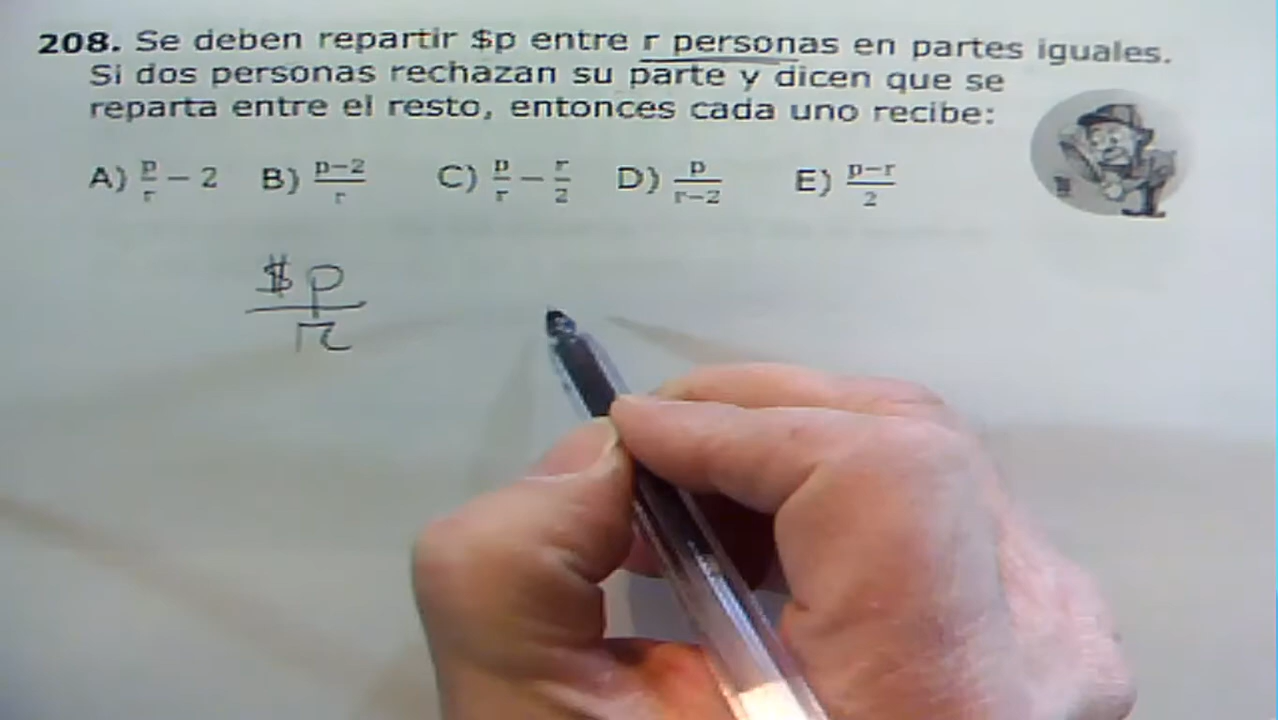 208. Se deben repartir $p entre r personas en partes iguales.
Si dos personas rechazan su parte y dicen que se
reparta entre el resto, entonces cada uno recibe:
A) p/r − 2 B) p−2/r C) p/r − r/2 D) p/r−2 E) p−r/2
$p
r